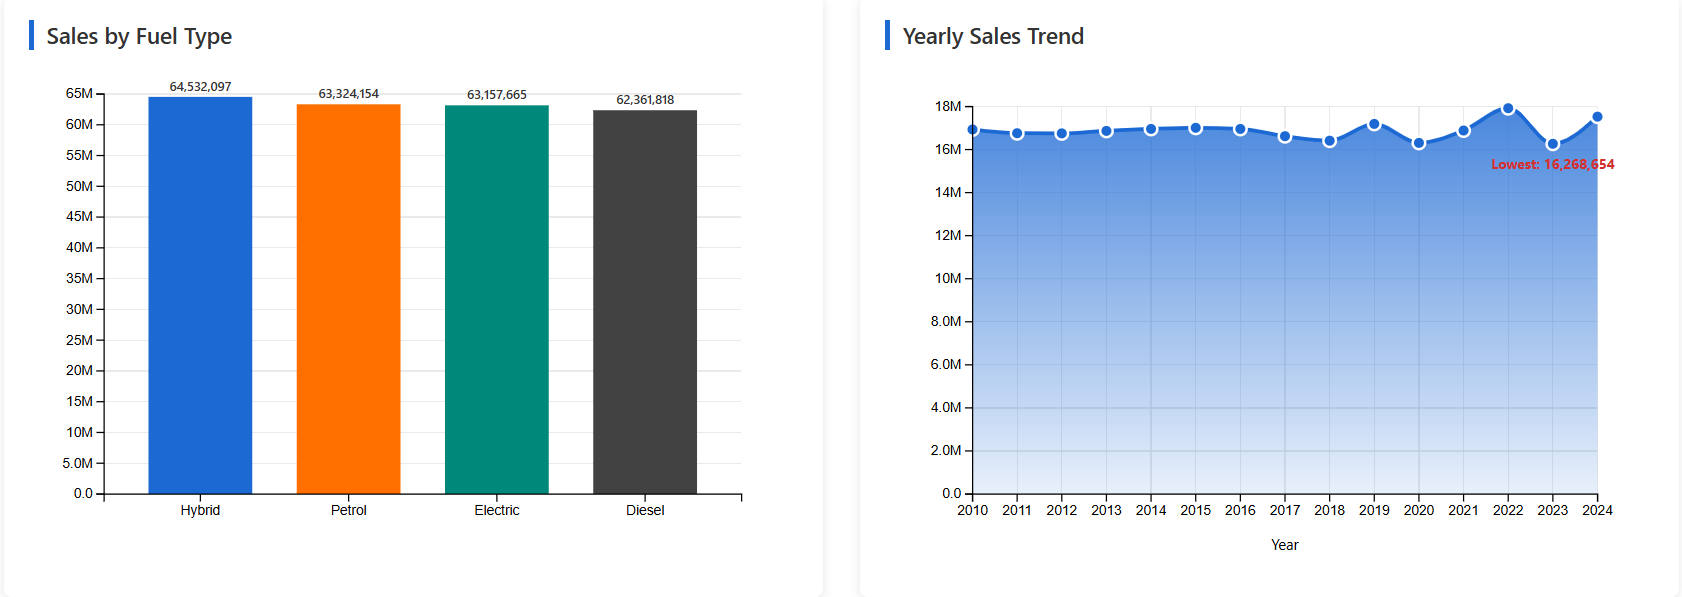 Sales by Fuel Type
65M
60M
55M
50M
45M
40M
35M
30M
25M
20M
15M
10M
5.0M
0.0
64,532,097
63,324,154
63,157,665
62,361,818
Hybrid
Petrol
Electric
Diesel
Yearly Sales Trend
18M
16M
14M
12M
10M
8.0M
6.0M
4.0M
2.0M
0.0
Lowest: 16,268,654
2010 2011 2012 2013 2014 2015 2016 2017 2018 2019 2020 2021 2022 2023 2024
Year